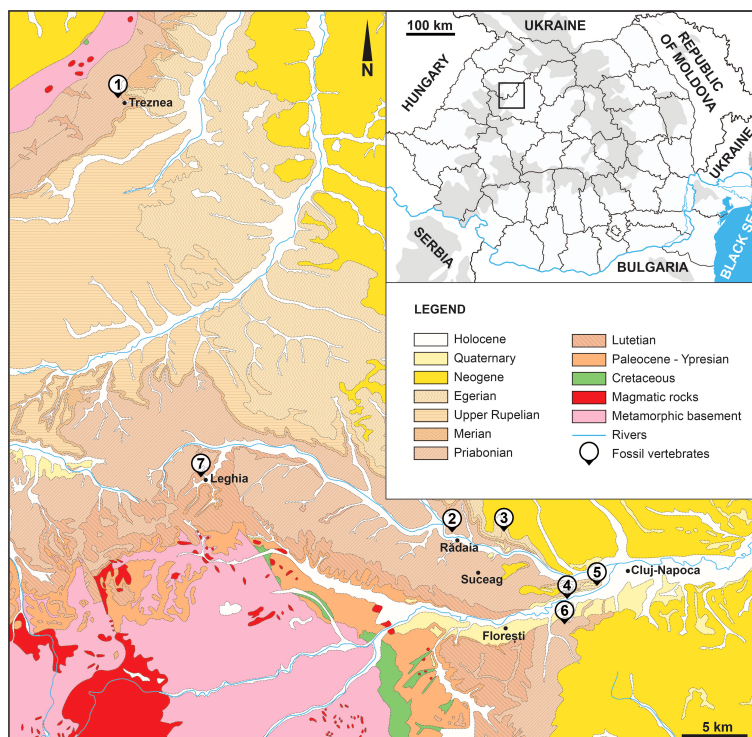 100 km
UKRAINE
REPUBLIC
OF MOLDOVA
HUNGARY
N
1
Treznea
UKRAINE
SERBIA
BLACK SE
BULGARIA
LEGEND
Holocene
Quaternary
Neogene
Egerian
Upper Rupelian
Merian
Priabonian
Lutetian
Paleocene - Ypresian
Cretaceous
Magmatic rocks
Metamorphic basement
Rivers
Fossil vertebrates
7
Leghia
2
3
Rădaia
Suceag
Cluj-Napoca
5
4
6
Florești
5 km